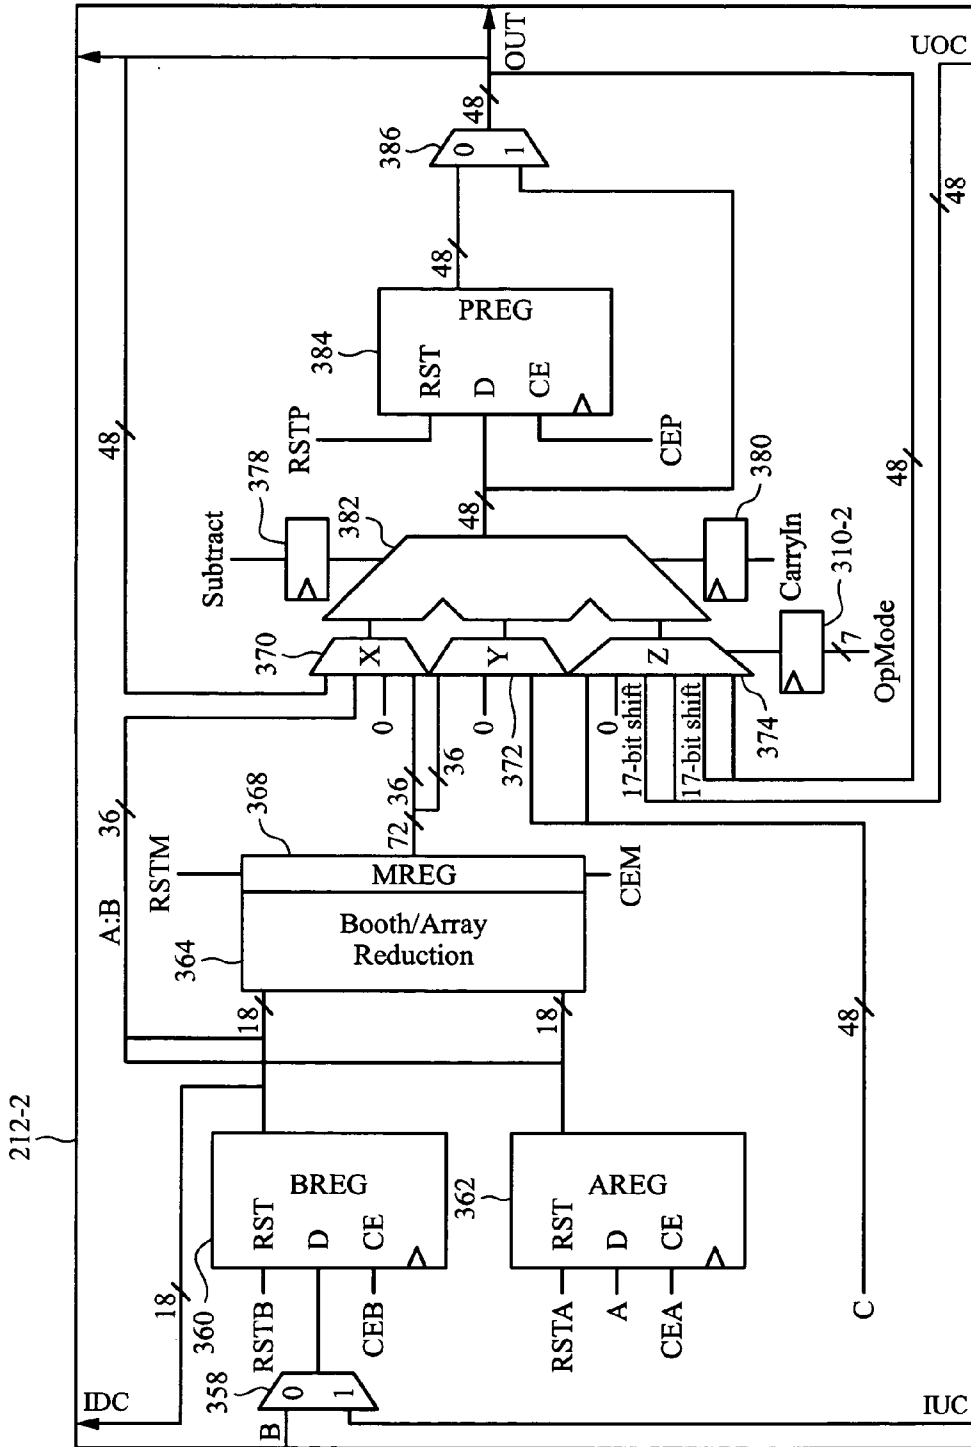 212-2
IDC
18
358
0
1
B
IUC
360
BREG
RST
D
CE
RSTB
CEB
362
AREG
RST
D
CE
RSTA
A
CEA
C
48
A:B
36
18
18
364
Booth/Array
Reduction
MREG
368
RSTM
CEM
72
36
36
370
X
0
372
Y
0
374
Z
0
17-bit shift
17-bit shift
48
Subtract
378
382
48
380
CarryIn
310-2
7
OpMode
384
PREG
RST
D
CE
RSTP
CEP
48
386
0
1
48
OUT
48
UOC
48